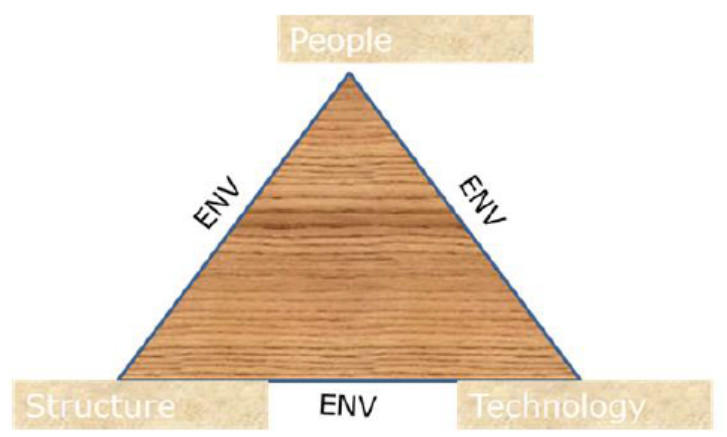 People
ENV
ENV
Structure
ENV
Technology